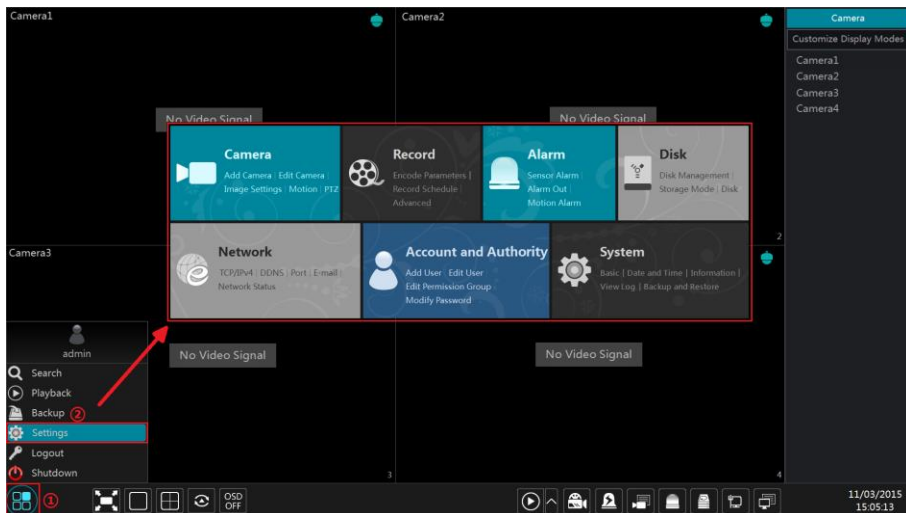 Camera1
Camera2
Camera
Customize Display Modes
Camera1
Camera2
Camera3
Camera4
No Video Signal
No Video Signal
Camera
Add Camera | Edit Camera |
Image Settings | Motion | PTZ
Record
Encode Parameters |
Record Schedule |
Advanced
Alarm
Sensor Alarm |
Alarm Out |
Motion Alarm
Disk
Disk Management |
Storage Mode | Disk
2
Camera3
Network
TCP/IPv4 | DDNS | Port | E-mail |
Network Status
Account and Authority
Add User | Edit User
Edit Permission Group
Modify Password
System
Basic | Date and Time | Information |
View Log | Backup and Restore
No Video Signal
No Video Signal
admin
Search
Playback
Backup ②
Settings
Logout
Shutdown
3
4
①
OSD
OFF
11/03/2015
15:05:13